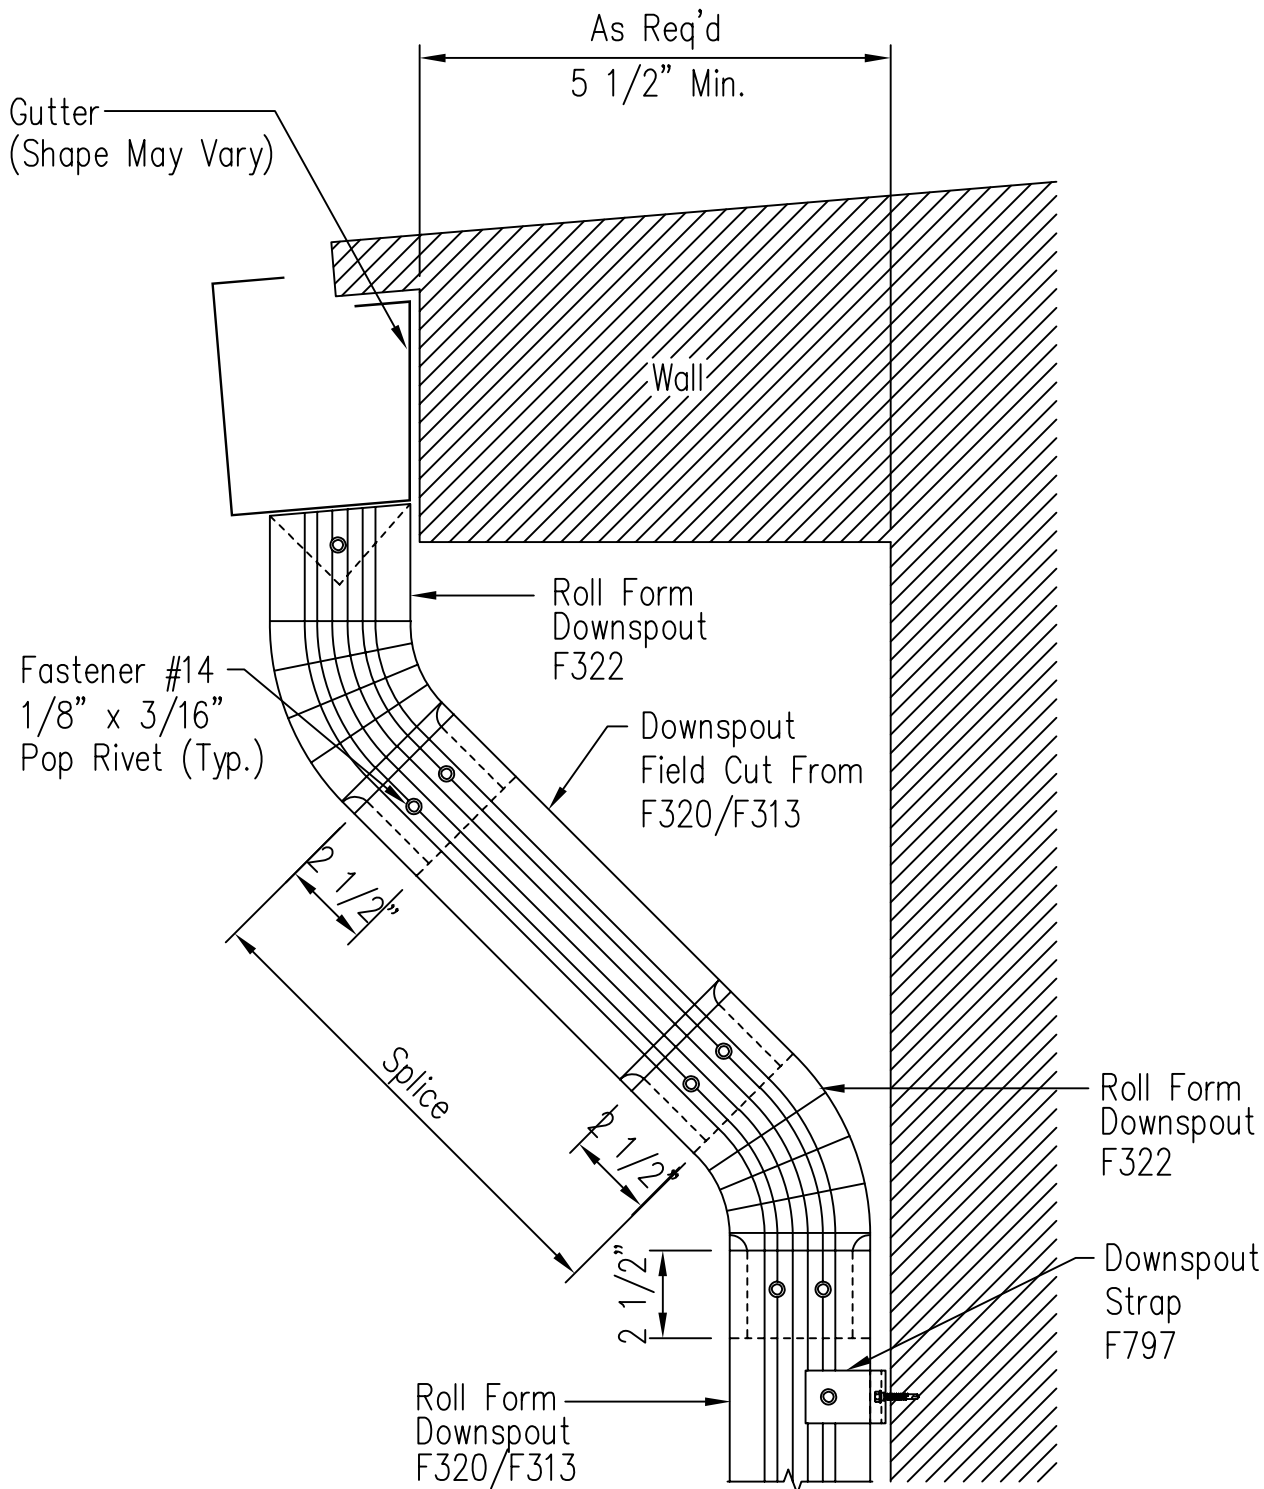 As Req'd
5 1/2” Min.
Gutter
(Shape May Vary)
Wall
Roll Form
Downspout
F322
Fastener #14
1/8” x 3/16”
Pop Rivet (Typ.)
Downspout
Field Cut From
F320/F313
2 1/2”
Splice
2 1/2”
Roll Form
Downspout
F322
2 1/2”
Downspout
Strap
F797
Roll Form
Downspout
F320/F313